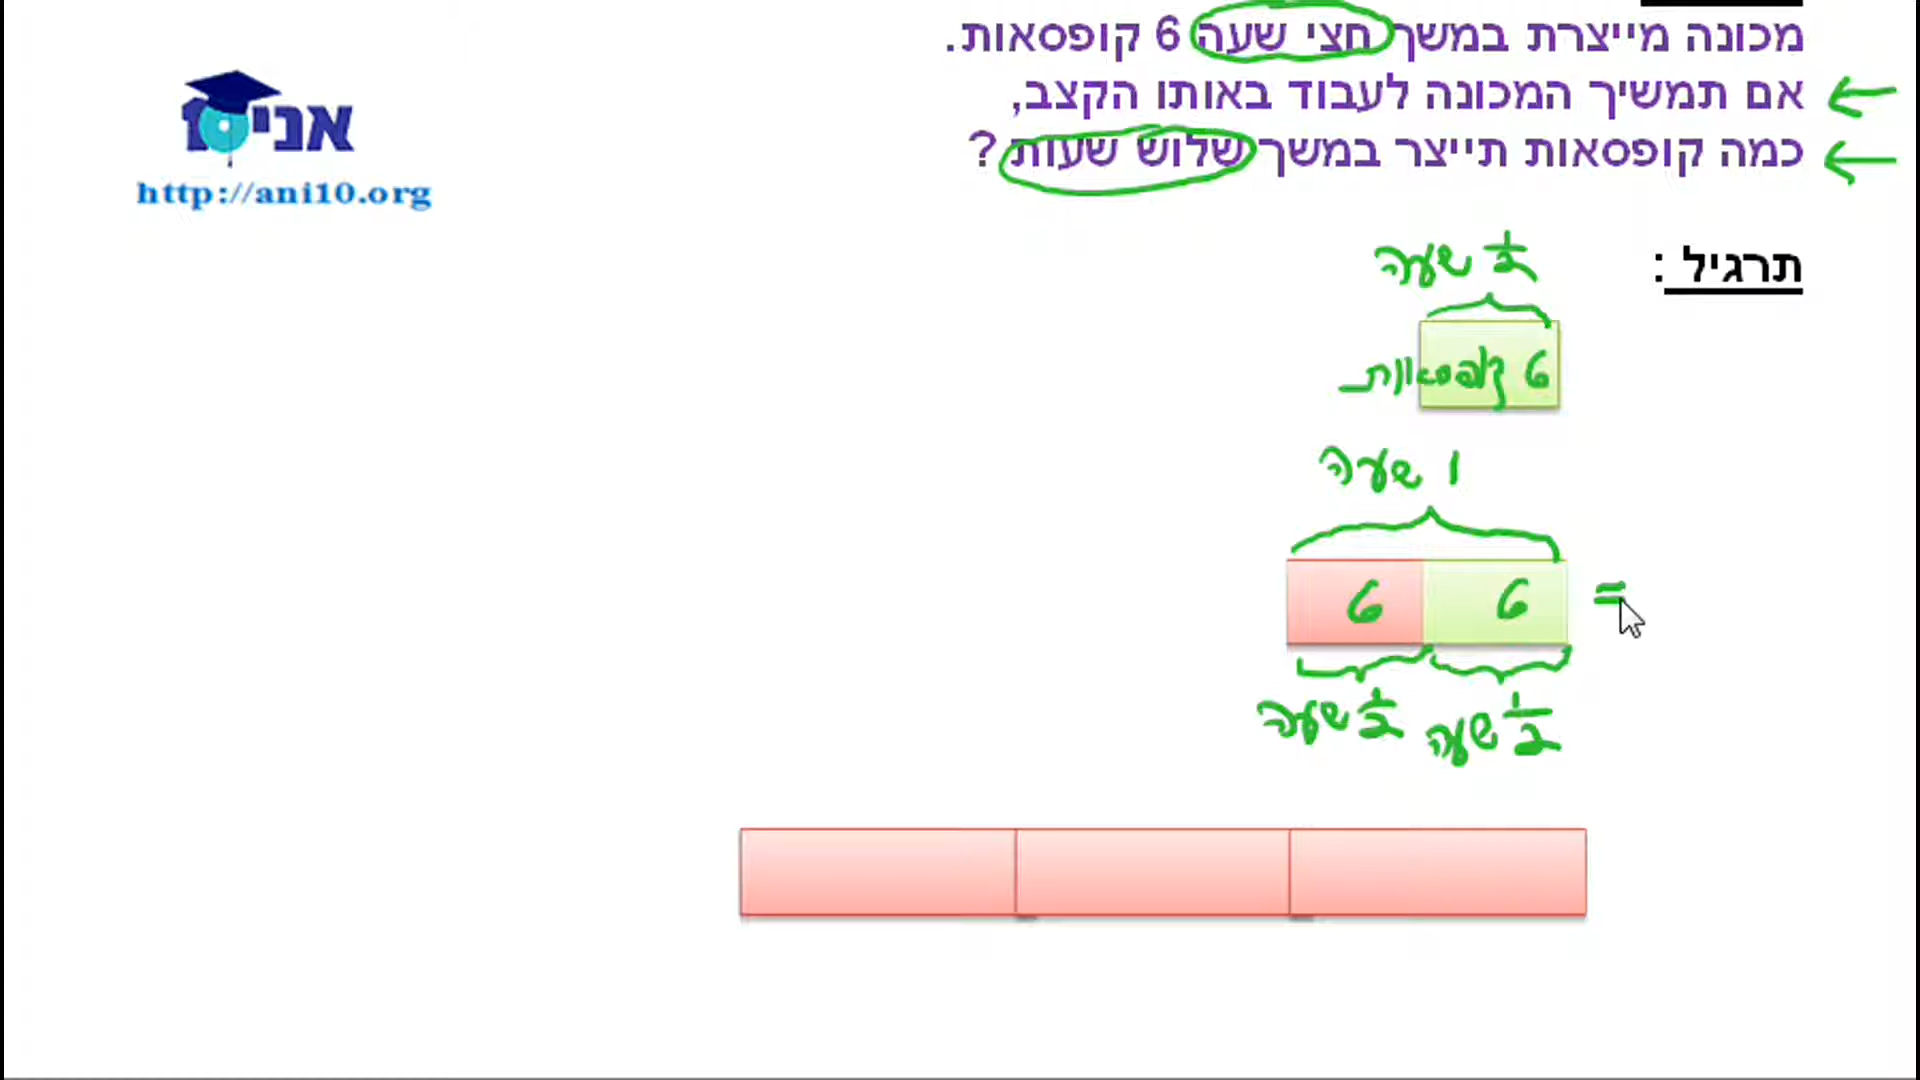 מכונה מייצרת במשך חצי שעה 6 קופסאות.
אם תמשיך המכונה לעבוד באותו הקצב,
כמה קופסאות תייצר במשך שלוש שעות ?
אני10
http://ani10.org
תרגיל :
1/2 שעה
6 קופסאות
1 שעה
6 6 =
1/2 שעה 1/2 שעה